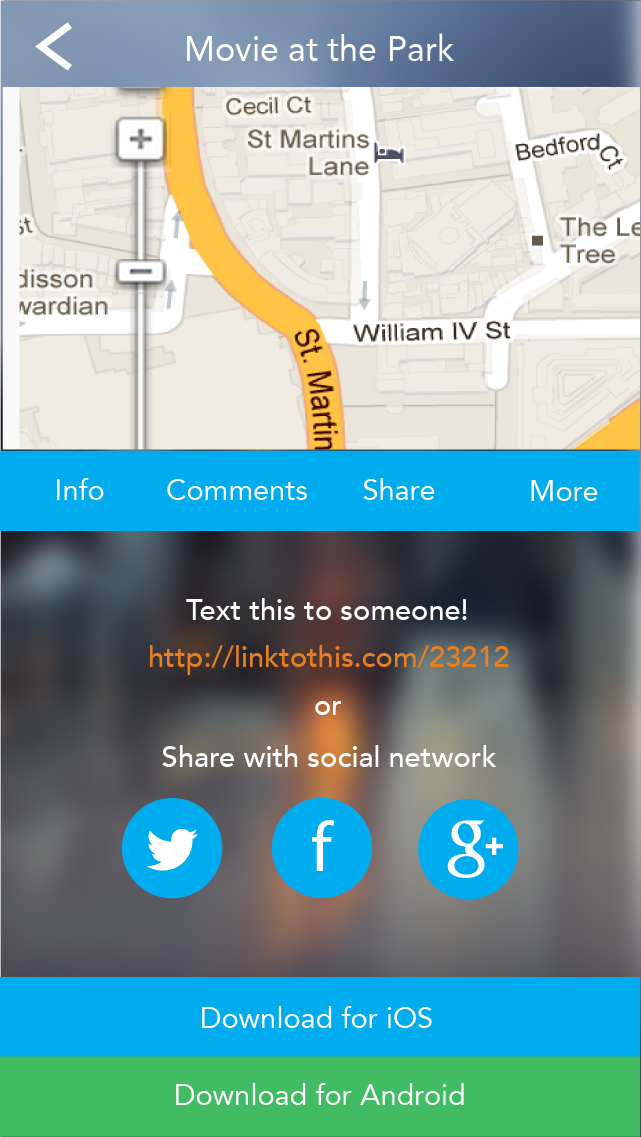 Movie at the Park
Cecil Ct
St Martins
Lane
Bedford Ct
The Le
Tree
disson
wardian
William IV St
St. Martin
Info Comments Share More
Text this to someone!
http://linktothis.com/23212
or
Share with social network
f g+
Download for iOS
Download for Android